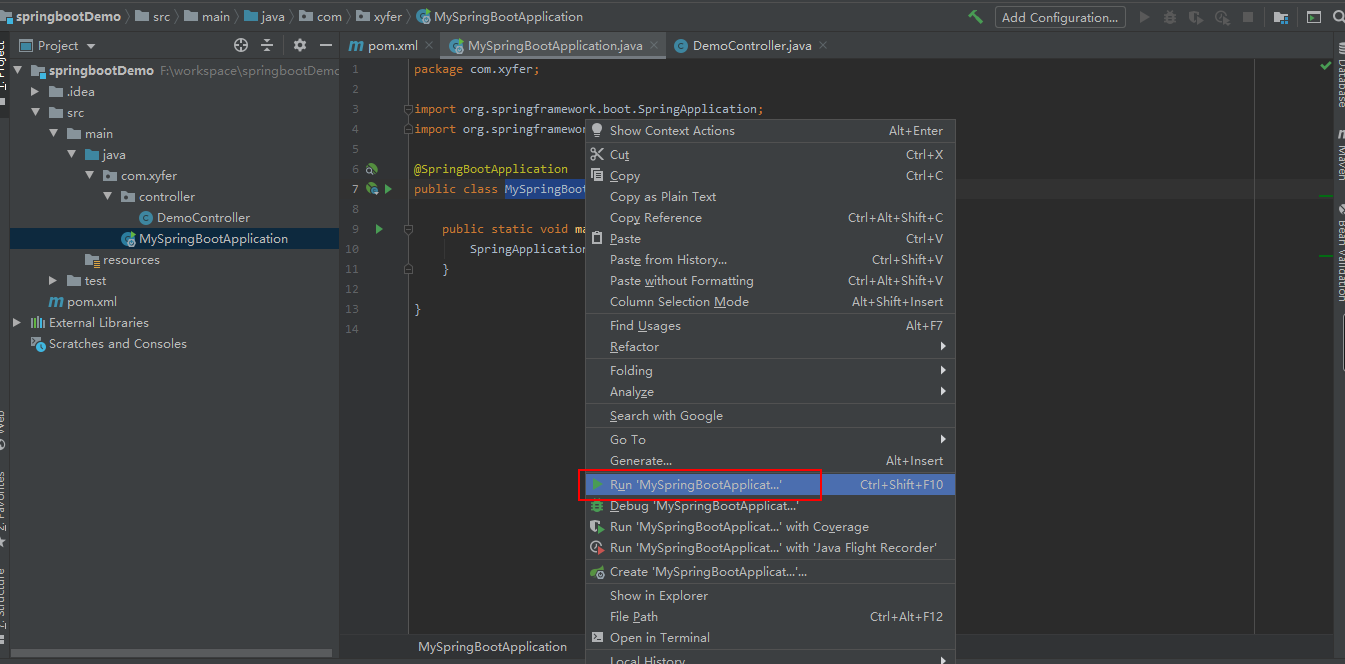 springbootDemo src main java com xyfer MySpringBootApplication Add Configuration...
Project pom.xml MySpringBootApplication.java DemoController.java
springbootDemo F:\workspace\springbootDemo
.idea
src
main
java
com.xyfer
controller
DemoController
MySpringBootApplication
resources
test
pom.xml
External Libraries
Scratches and Consoles
1 package com.xyfer;
2
3 import org.springframework.boot.SpringApplication;
4 import org.springframewor
5
6 @SpringBootApplication
7 public class MySpringBoot
8
9 public static void ma
10 SpringApplication
11 }
12
13 }
14
Show Context Actions Alt+Enter
Cut Ctrl+X
Copy Ctrl+C
Copy as Plain Text
Copy Reference Ctrl+Alt+Shift+C
Paste Ctrl+V
Paste from History... Ctrl+Shift+V
Paste without Formatting Ctrl+Alt+Shift+V
Column Selection Mode Alt+Shift+Insert
Find Usages Alt+F7
Refactor
Folding
Analyze
Search with Google
Go To
Generate... Alt+Insert
Run 'MySpringBootApplicat...' Ctrl+Shift+F10
Debug 'MySpringBootApplicat...'
Run 'MySpringBootApplicat...' with Coverage
Run 'MySpringBootApplicat...' with 'Java Flight Recorder'
Create 'MySpringBootApplicat...'...
Show in Explorer
File Path Ctrl+Alt+F12
Open in Terminal
Local History
MySpringBootApplication
1: Project
Web
2: Favorites
Z: Structure
Database
Maven
Bean Validation